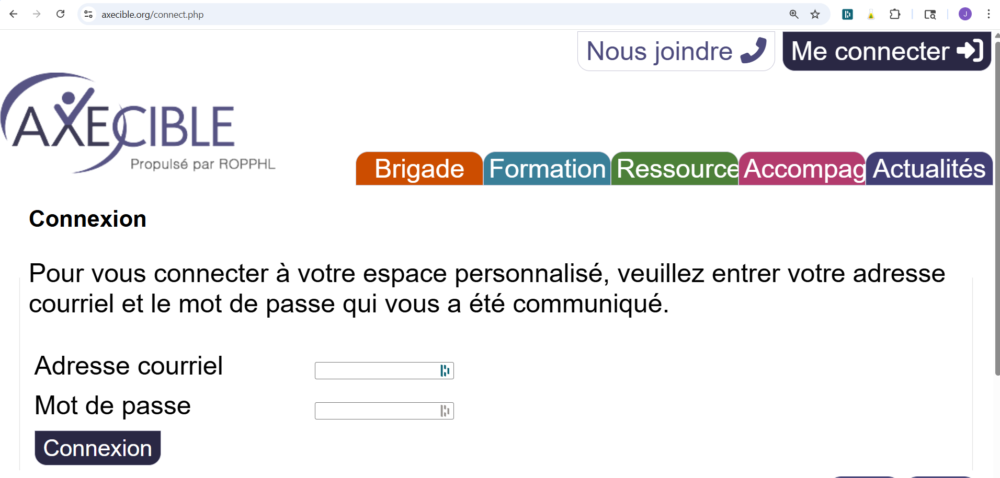 axecible.org/connect.php
J
Nous joindre
Me connecter
AXECIBLE
Propulsé par ROPPHL
Brigade
Formation
Ressource
Accompag
Actualités
Connexion
Pour vous connecter à votre espace personnalisé, veuillez entrer votre adresse
courriel et le mot de passe qui vous a été communiqué.
Adresse courriel
Mot de passe
Connexion